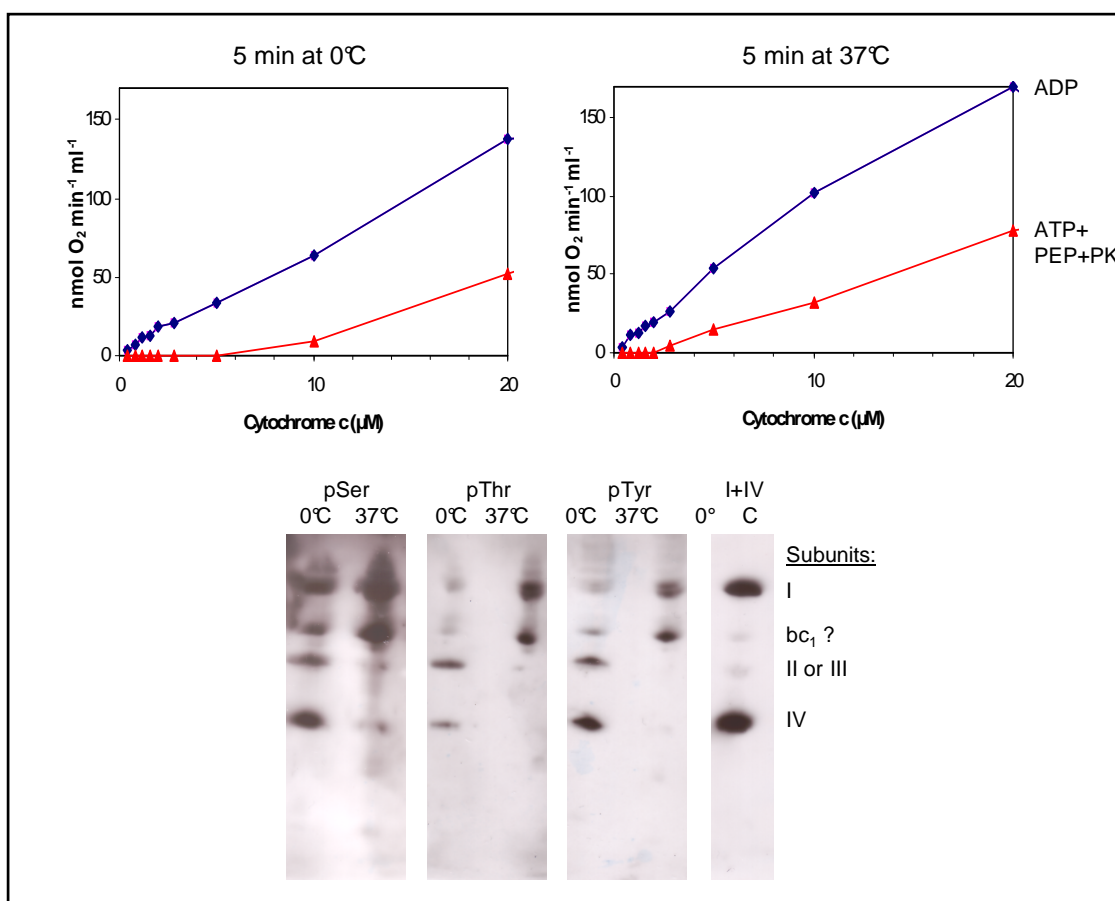 5 min at 0°C
nmol O₂ min⁻¹ ml⁻¹
150
100
50
0
0
10
20
Cytochrome c (µM)
5 min at 37°C
nmol O₂ min⁻¹ ml⁻¹
150
100
50
0
0
10
20
Cytochrome c (µM)
ADP
ATP+
PEP+PK
pSer
0°C 37°C
pThr
0°C 37°C
pTyr
0°C 37°C
I+IV
0° C
Subunits:
I
bc₁ ?
II or III
IV